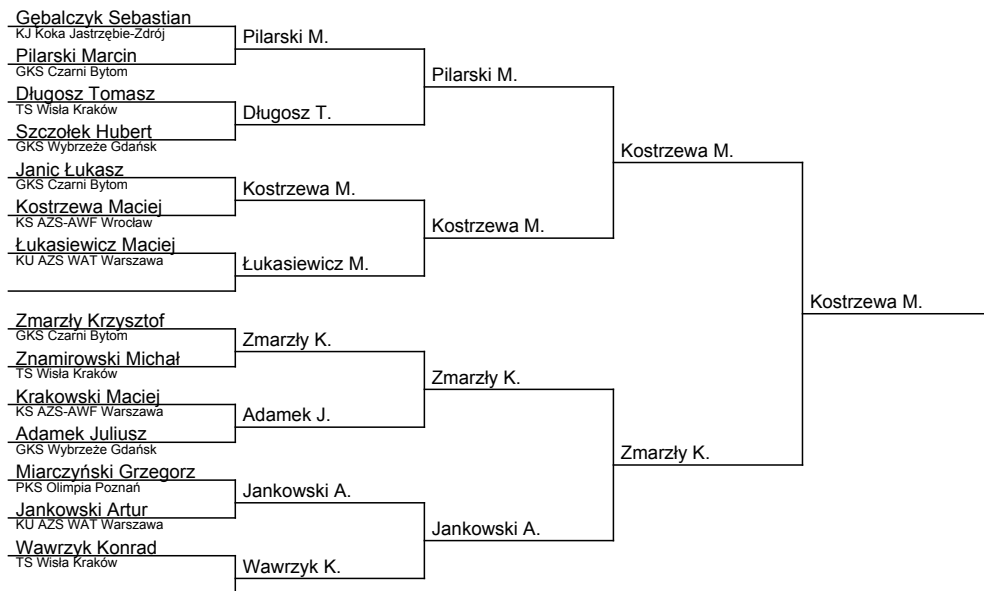 Gębalczyk Sebastian
KJ Koka Jastrzębie-Zdrój
Pilarski M.
Pilarski Marcin
GKS Czarni Bytom
Pilarski M.
Długosz Tomasz
TS Wisła Kraków
Długosz T.
Szczołek Hubert
GKS Wybrzeże Gdańsk
Kostrzewa M.
Janic Łukasz
GKS Czarni Bytom
Kostrzewa M.
Kostrzewa Maciej
KS AZS-AWF Wrocław
Kostrzewa M.
Łukasiewicz Maciej
KU AZS WAT Warszawa
Łukasiewicz M.
Kostrzewa M.
Zmarzły Krzysztof
GKS Czarni Bytom
Zmarzły K.
Znamirowski Michał
TS Wisła Kraków
Zmarzły K.
Krakowski Maciej
KS AZS-AWF Warszawa
Adamek J.
Adamek Juliusz
GKS Wybrzeże Gdańsk
Zmarzły K.
Miarczyński Grzegorz
PKS Olimpia Poznań
Jankowski A.
Jankowski Artur
KU AZS WAT Warszawa
Jankowski A.
Wawrzyk Konrad
TS Wisła Kraków
Wawrzyk K.